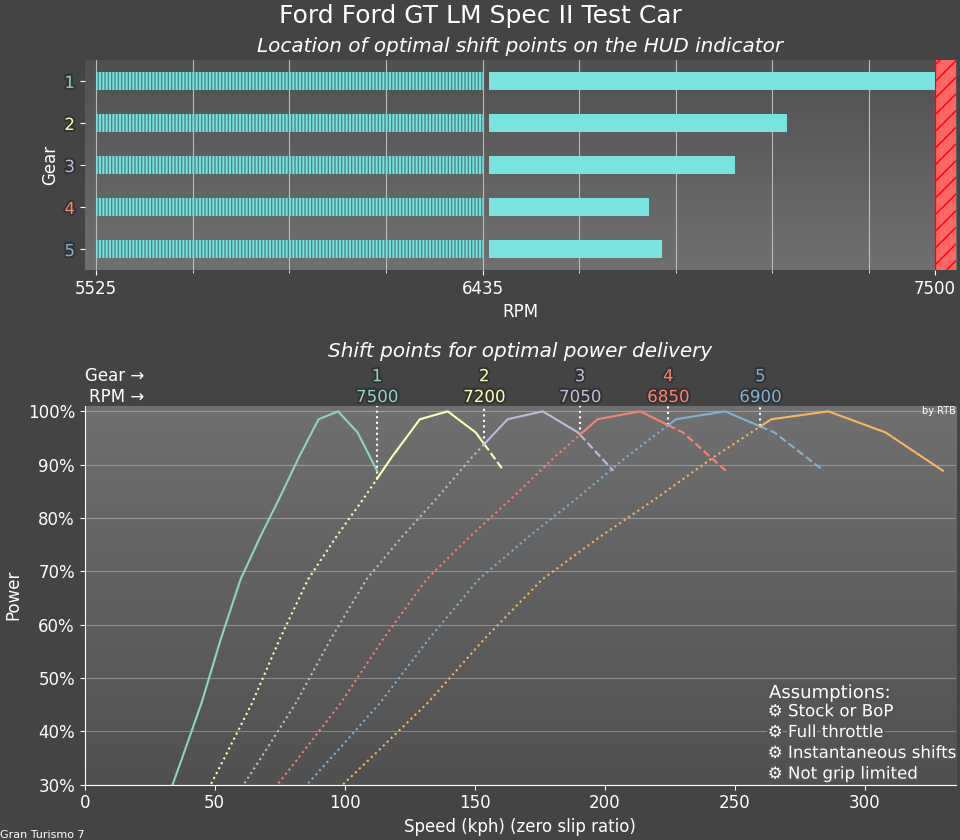 Ford Ford GT LM Spec II Test Car
Location of optimal shift points on the HUD indicator
Gear
1
2
3
4
5
5525 6435 7500
RPM
Shift points for optimal power delivery
Gear → 1 2 3 4 5
RPM → 7500 7200 7050 6850 6900
by RTB
Power
100%
90%
80%
70%
60%
50%
40%
30%
Assumptions:
⚙ Stock or BoP
⚙ Full throttle
⚙ Instantaneous shifts
⚙ Not grip limited
0 50 100 150 200 250 300
Speed (kph) (zero slip ratio)
Gran Turismo 7